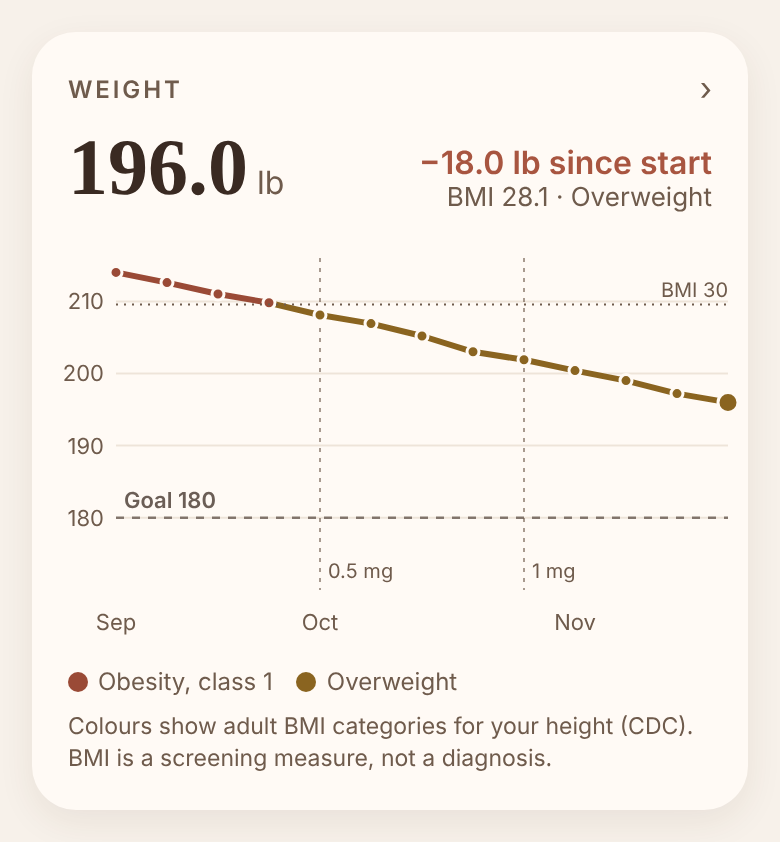 WEIGHT ›
196.0 lb
−18.0 lb since start
BMI 28.1 · Overweight
BMI 30
210
200
190
Goal 180
180
0.5 mg
1 mg
Sep Oct Nov
Obesity, class 1 Overweight
Colours show adult BMI categories for your height (CDC).
BMI is a screening measure, not a diagnosis.